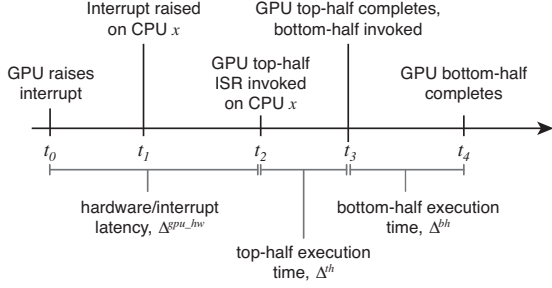 Interrupt raised
on CPU x
GPU top-half completes,
bottom-half invoked
GPU raises
interrupt
GPU top-half
ISR invoked
on CPU x
GPU bottom-half
completes
t0
t1
t2
t3
t4
hardware/interrupt
latency, Δgpu_hw
bottom-half execution
time, Δbh
top-half execution
time, Δth